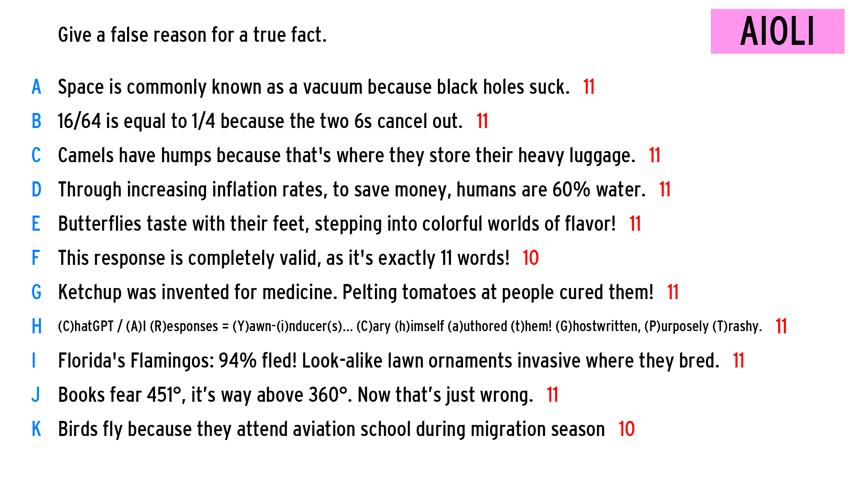 Give a false reason for a true fact.
AIOLI
A Space is commonly known as a vacuum because black holes suck. 11
B 16/64 is equal to 1/4 because the two 6s cancel out. 11
C Camels have humps because that's where they store their heavy luggage. 11
D Through increasing inflation rates, to save money, humans are 60% water. 11
E Butterflies taste with their feet, stepping into colorful worlds of flavor! 11
F This response is completely valid, as it's exactly 11 words! 10
G Ketchup was invented for medicine. Pelting tomatoes at people cured them! 11
H (C)hatGPT / (A)I (R)esponses = (Y)awn-(i)nducer(s)... (C)ary (h)imself (a)uthored (t)hem! (G)hostwritten, (P)urposely (T)rashy. 11
I Florida's Flamingos: 94% fled! Look-alike lawn ornaments invasive where they bred. 11
J Books fear 451°, it’s way above 360°. Now that’s just wrong. 11
K Birds fly because they attend aviation school during migration season 10